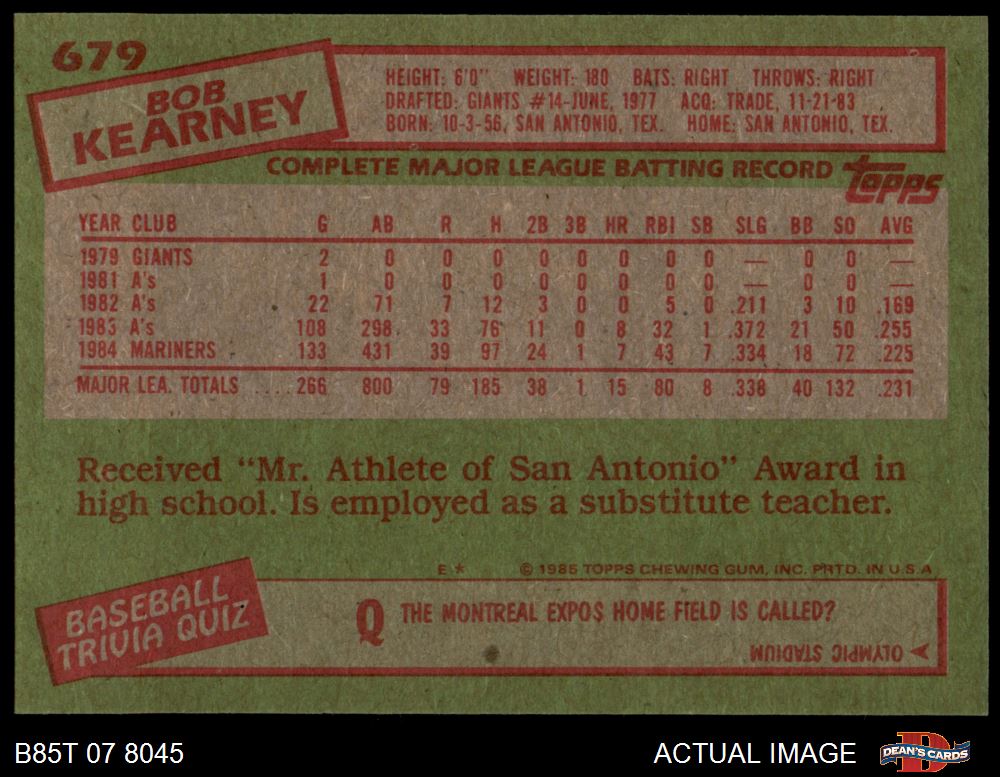 679
BOB
KEARNEY
HEIGHT: 6'0" WEIGHT: 180 BATS: RIGHT THROWS: RIGHT
DRAFTED: GIANTS #14-JUNE, 1977 ACQ: TRADE, 11-21-83
BORN: 10-3-56, SAN ANTONIO, TEX. HOME: SAN ANTONIO, TEX.
COMPLETE MAJOR LEAGUE BATTING RECORD
topps
YEAR CLUB G AB R H 2B 3B HR RBI SB SLG BB SO AVG
1979 GIANTS 2 0 0 0 0 0 0 0 0 — 0 0 —
1981 A's 1 0 0 0 0 0 0 0 0 — 0 0 —
1982 A's 22 71 7 12 3 0 0 5 0 .211 3 10 .169
1983 A's 108 298 33 76 11 0 8 32 1 .372 21 50 .255
1984 MARINERS 133 431 39 97 24 1 7 43 7 .334 18 72 .225
MAJOR LEA. TOTALS .... 266 800 79 185 38 1 15 80 8 .338 40 132 .231
Received “Mr. Athlete of San Antonio” Award in
high school. Is employed as a substitute teacher.
E * © 1985 TOPPS CHEWING GUM, INC. PRTD. IN U.S.A.
BASEBALL
TRIVIA QUIZ
Q THE MONTREAL EXPOS HOME FIELD IS CALLED?
A OLYMPIC STADIUM
B85T 07 8045
ACTUAL IMAGE
D
DEAN'S CARDS